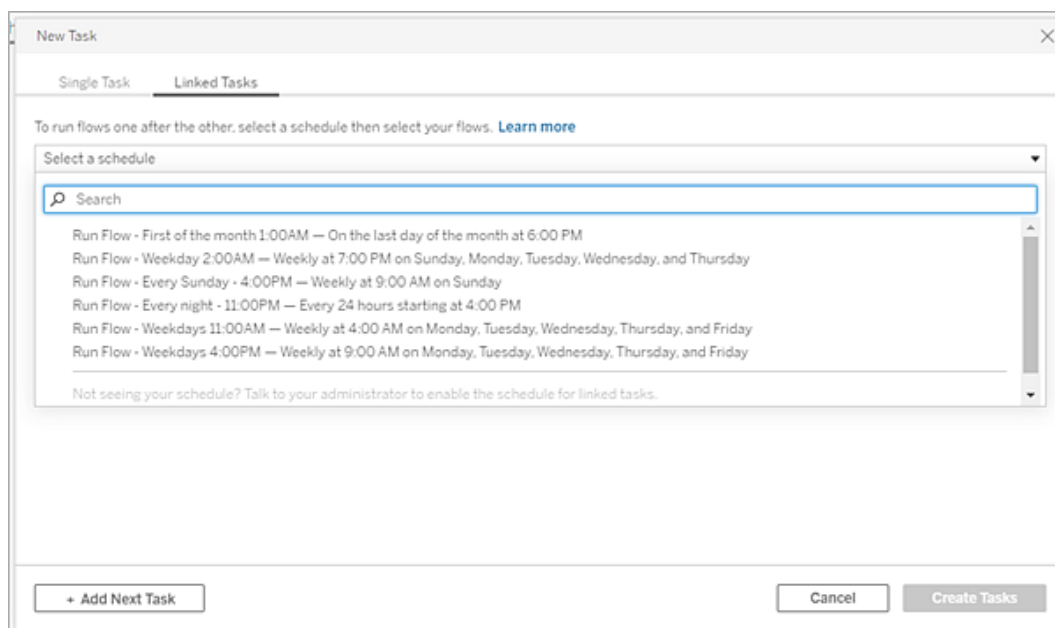 New Task
Single Task
Linked Tasks
To run flows one after the other, select a schedule then select your flows. Learn more
Select a schedule
Search
Run Flow - First of the month 1:00AM — On the last day of the month at 6:00 PM
Run Flow - Weekday 2:00AM — Weekly at 7:00 PM on Sunday, Monday, Tuesday, Wednesday, and Thursday
Run Flow - Every Sunday - 4:00PM — Weekly at 9:00 AM on Sunday
Run Flow - Every night - 11:00PM — Every 24 hours starting at 4:00 PM
Run Flow - Weekdays 11:00AM — Weekly at 4:00 AM on Monday, Tuesday, Wednesday, Thursday, and Friday
Run Flow - Weekdays 4:00PM — Weekly at 9:00 AM on Monday, Tuesday, Wednesday, Thursday, and Friday
Not seeing your schedule? Talk to your administrator to enable the schedule for linked tasks.
+ Add Next Task
Cancel
Create Tasks